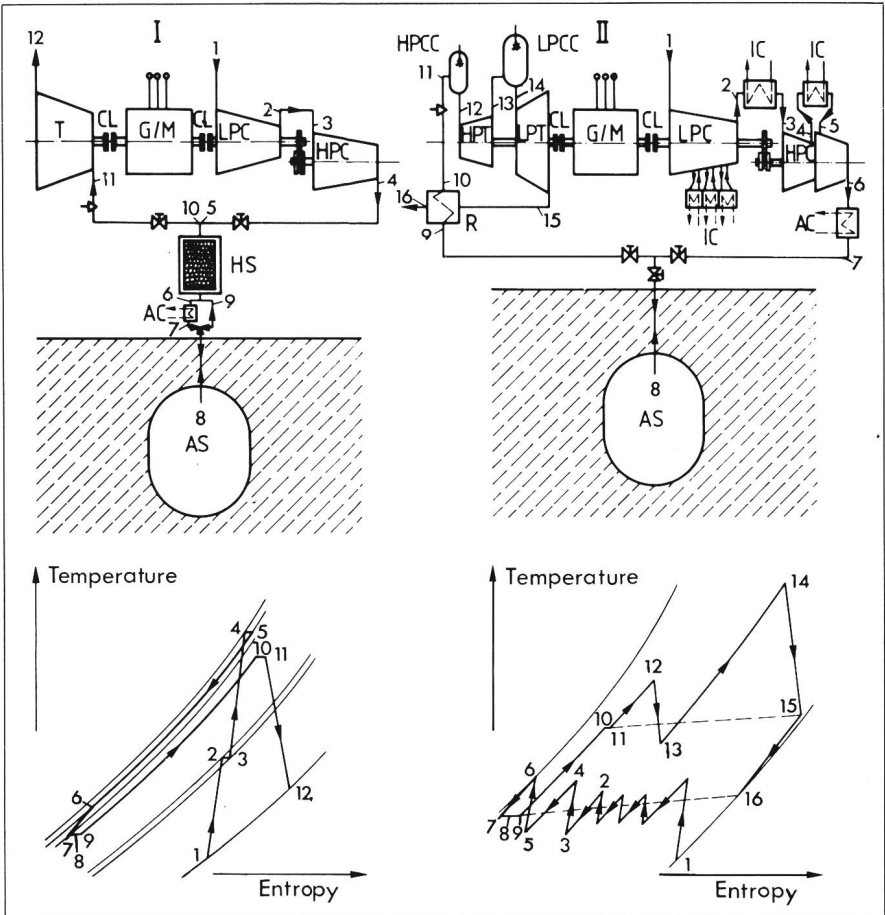 I
12
1
CL
CL
2
3
T
G/M
LPC
HPC
11
4
10 5
HS
6
9
AC
7
8
AS
II
HPCC
LPCC
1
IC
IC
11
14
2
12
13
CL
CL
3
4
5
HPT
LPT
G/M
LPC
HPC
10
6
16
15
IC
AC
9
R
7
8
AS
Temperature
4
5
10
11
2
3
6
12
7
8
9
1
Entropy
Temperature
14
12
10
11
13
15
6
4
2
16
7
8
9
5
3
1
Entropy